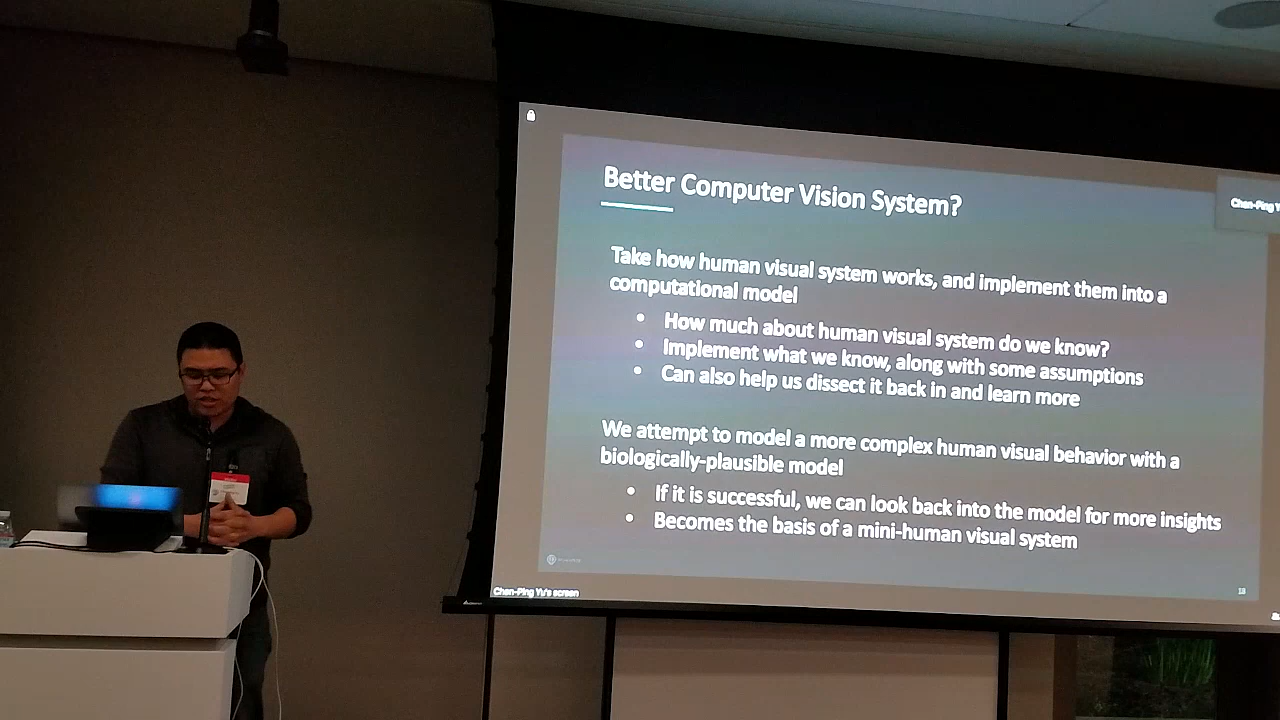 Better Computer Vision System?
Chen-Ping Y
Take how human visual system works, and implement them into a
computational model
• How much about human visual system do we know?
• Implement what we know, along with some assumptions
• Can also help us dissect it back in and learn more
We attempt to model a more complex human visual behavior with a
biologically-plausible model
• If it is successful, we can look back into the model for more insights
• Becomes the basis of a mini-human visual system
18
Chen-Ping Yu's screen